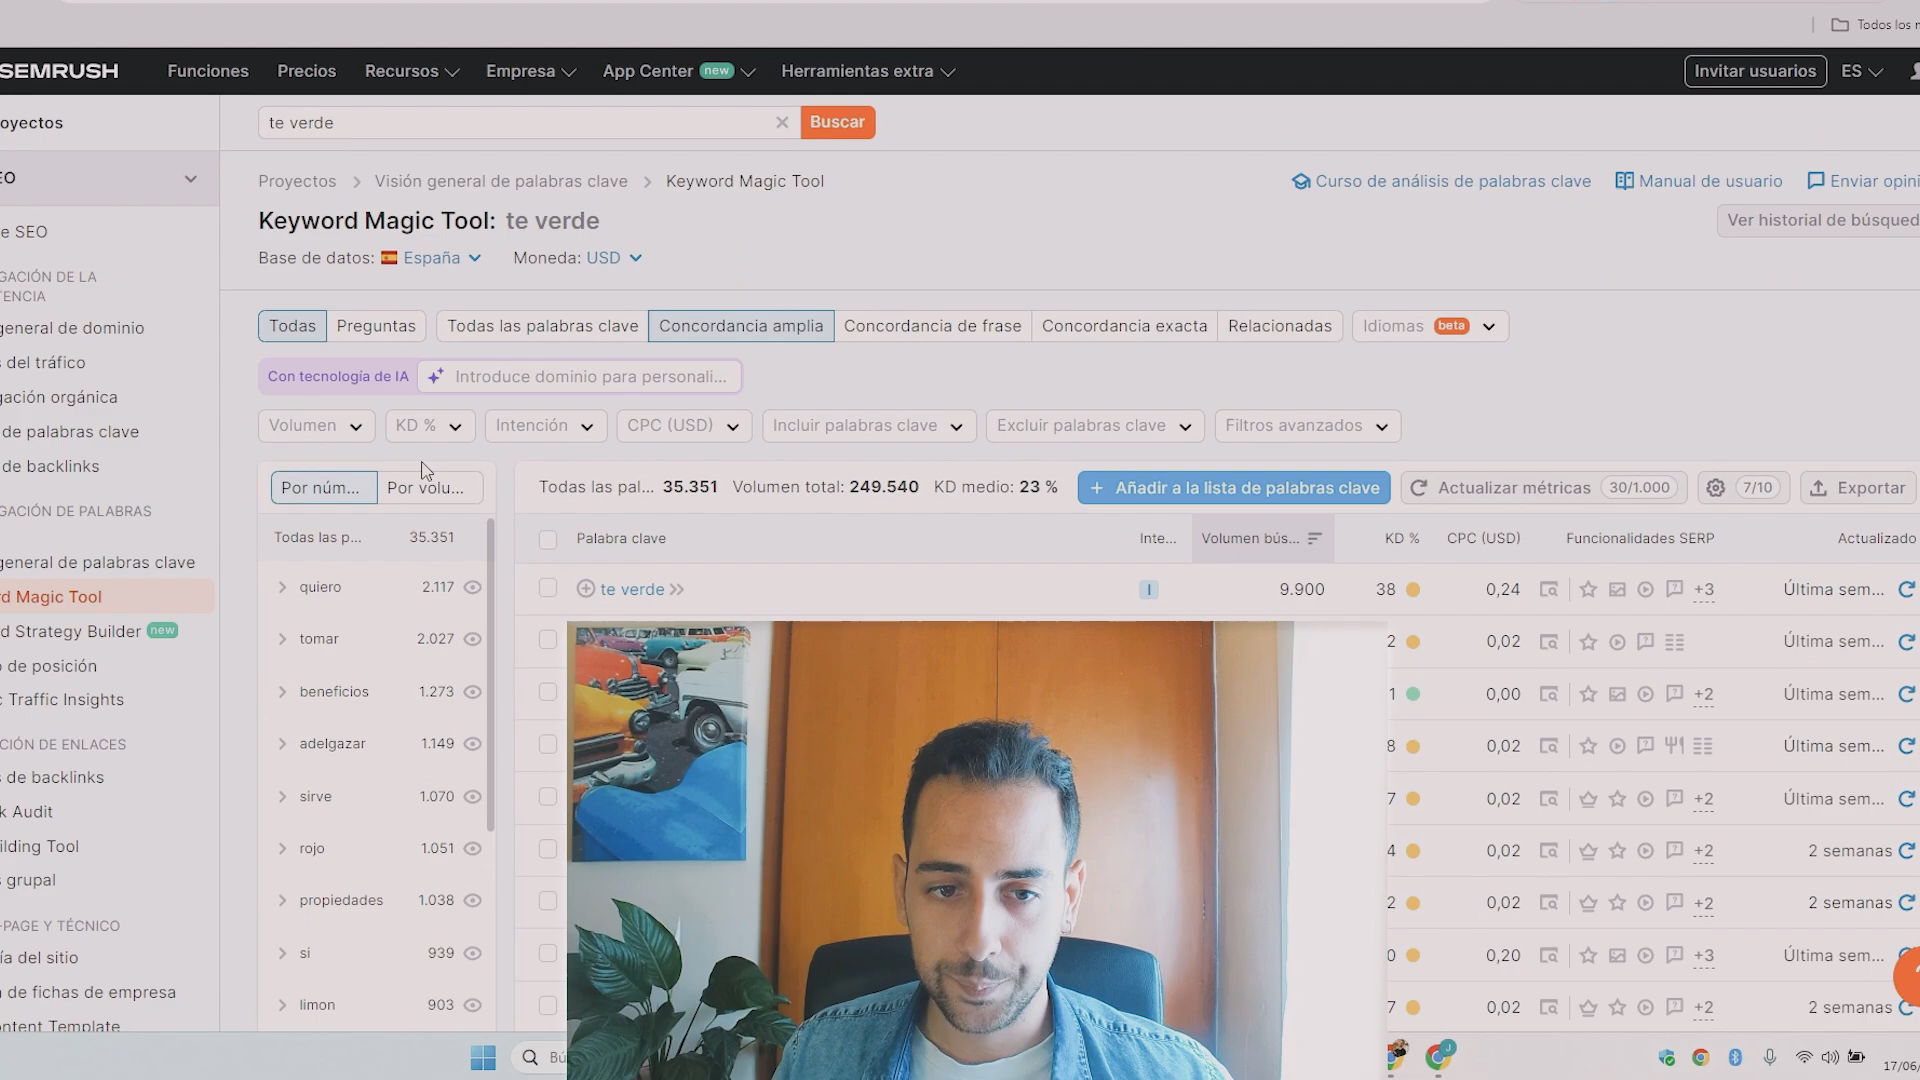 Todos los
SEMRUSH
Funciones
Precios
Recursos
Empresa
App Center new
Herramientas extra
Invitar usuarios
ES
oyectos
te verde
Buscar
EO
Proyectos > Visión general de palabras clave > Keyword Magic Tool
Curso de análisis de palabras clave
Manual de usuario
Enviar opini
Keyword Magic Tool: te verde
Ver historial de búsqued
Base de datos: España
Moneda: USD
e SEO
GACIÓN DE LA
TENCIA
general de dominio
s del tráfico
gación orgánica
de palabras clave
de backlinks
GACIÓN DE PALABRAS
general de palabras clave
d Magic Tool
d Strategy Builder new
o de posición
c Traffic Insights
CIÓN DE ENLACES
s de backlinks
k Audit
ilding Tool
s grupal
-PAGE Y TÉCNICO
ía del sitio
n de fichas de empresa
ontent Template
Todas
Preguntas
Todas las palabras clave
Concordancia amplia
Concordancia de frase
Concordancia exacta
Relacionadas
Idiomas beta
Con tecnología de IA
Introduce dominio para personali...
Volumen
KD %
Intención
CPC (USD)
Incluir palabras clave
Excluir palabras clave
Filtros avanzados
Por núm...
Por volu...
Todas las p... 35.351
quiero 2.117
tomar 2.027
beneficios 1.273
adelgazar 1.149
sirve 1.070
rojo 1.051
propiedades 1.038
si 939
limon 903
Todas las pal... 35.351
Volumen total: 249.540
KD medio: 23 %
+ Añadir a la lista de palabras clave
Actualizar métricas 30/1.000
7/10
Exportar
Palabra clave
Inte...
Volumen bús...
KD %
CPC (USD)
Funcionalidades SERP
Actualizado
te verde >> I 9.900 38 0,24 +3 Última sem...
2 0,02 Última sem...
1 0,00 +2 Última sem...
8 0,02 Última sem...
7 0,02 +2 Última sem...
4 0,02 +2 2 semanas
2 0,02 +2 2 semanas
0 0,20 +3 Última sem...
7 0,02 +2 2 semanas
Bú
J
17/06